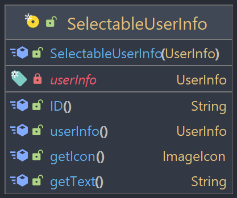 SelectableUserInfo
SelectableUserInfo(UserInfo)
userInfo UserInfo
ID() String
userInfo() UserInfo
getIcon() ImageIcon
getText() String